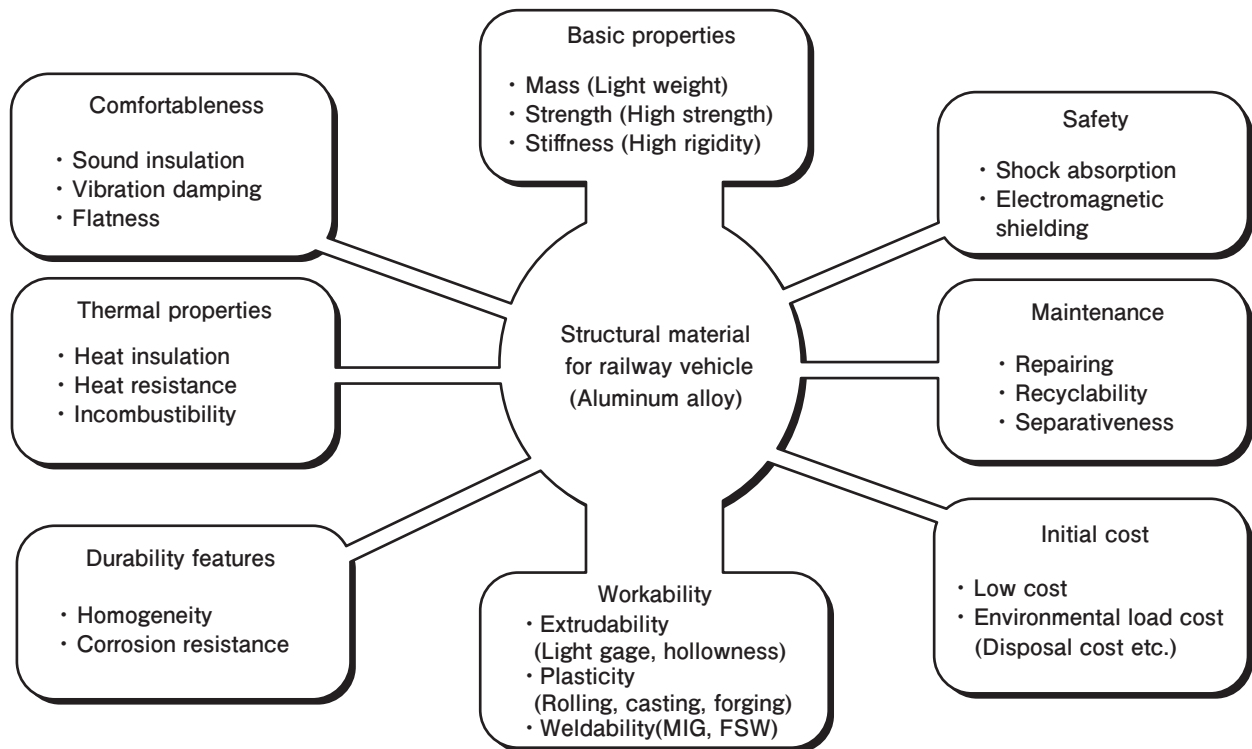 Basic properties
・Mass (Light weight)
・Strength (High strength)
・Stiffness (High rigidity)
Comfortableness
・Sound insulation
・Vibration damping
・Flatness
Safety
・Shock absorption
・Electromagnetic
shielding
Thermal properties
・Heat insulation
・Heat resistance
・Incombustibility
Structural material
for railway vehicle
(Aluminum alloy)
Maintenance
・Repairing
・Recyclability
・Separativeness
Durability features
・Homogeneity
・Corrosion resistance
Workability
・Extrudability
(Light gage, hollowness)
・Plasticity
(Rolling, casting, forging)
・Weldability(MIG, FSW)
Initial cost
・Low cost
・Environmental load cost
(Disposal cost etc.)